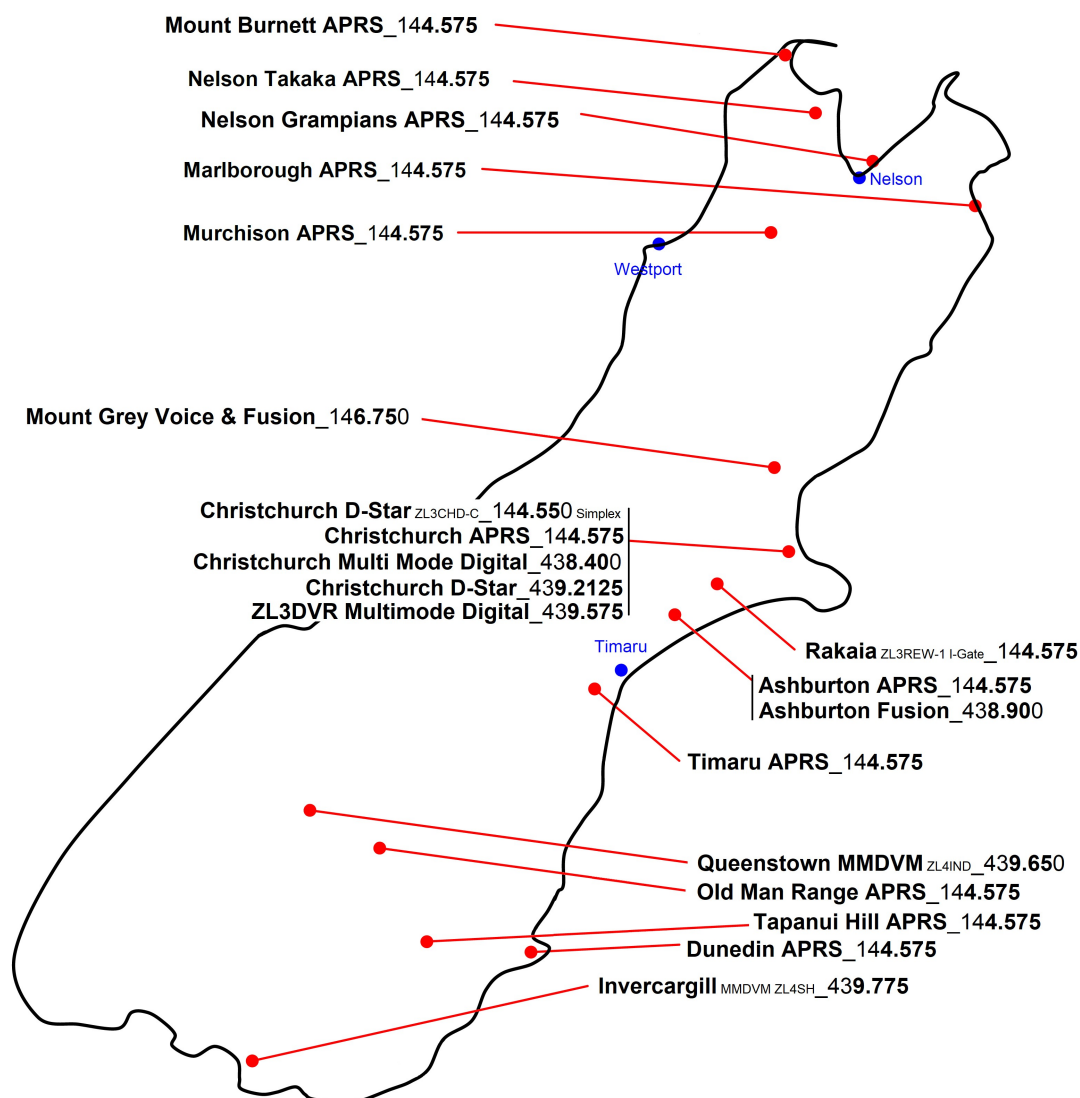 Mount Burnett APRS_144.575
Nelson Takaka APRS_144.575
Nelson Grampians APRS_144.575
Marlborough APRS_144.575
Nelson
Murchison APRS_144.575
Westport
Mount Grey Voice & Fusion_146.750
Christchurch D-Star ZL3CHD-C_144.550 Simplex
Christchurch APRS_144.575
Christchurch Multi Mode Digital_438.400
Christchurch D-Star_439.2125
ZL3DVR Multimode Digital_439.575
Timaru
Rakaia ZL3REW-1 I-Gate_144.575
Ashburton APRS_144.575
Ashburton Fusion_438.900
Timaru APRS_144.575
Queenstown MMDVM ZL4IND_439.650
Old Man Range APRS_144.575
Tapanui Hill APRS_144.575
Dunedin APRS_144.575
Invercargill MMDVM ZL4SH_439.775